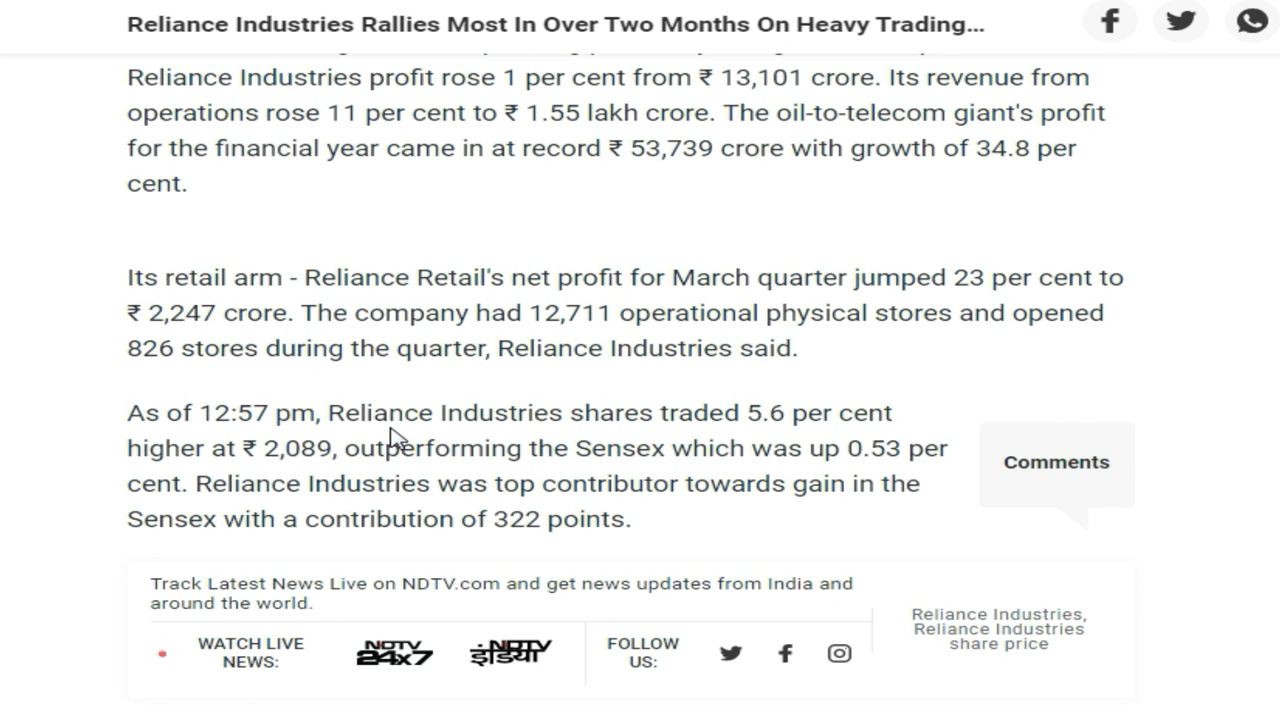 Reliance Industries Rallies Most In Over Two Months On Heavy Trading...
Reliance Industries profit rose 1 per cent from ₹ 13,101 crore. Its revenue from
operations rose 11 per cent to ₹ 1.55 lakh crore. The oil-to-telecom giant's profit
for the financial year came in at record ₹ 53,739 crore with growth of 34.8 per
cent.
Its retail arm - Reliance Retail's net profit for March quarter jumped 23 per cent to
₹ 2,247 crore. The company had 12,711 operational physical stores and opened
826 stores during the quarter, Reliance Industries said.
As of 12:57 pm, Reliance Industries shares traded 5.6 per cent
higher at ₹ 2,089, outperforming the Sensex which was up 0.53 per
cent. Reliance Industries was top contributor towards gain in the
Sensex with a contribution of 322 points.
Comments
Track Latest News Live on NDTV.com and get news updates from India and
around the world.
WATCH LIVE
NEWS:
NDTV
24x7
NDTV
इंडिया
FOLLOW
US:
Reliance Industries,
Reliance Industries
share price